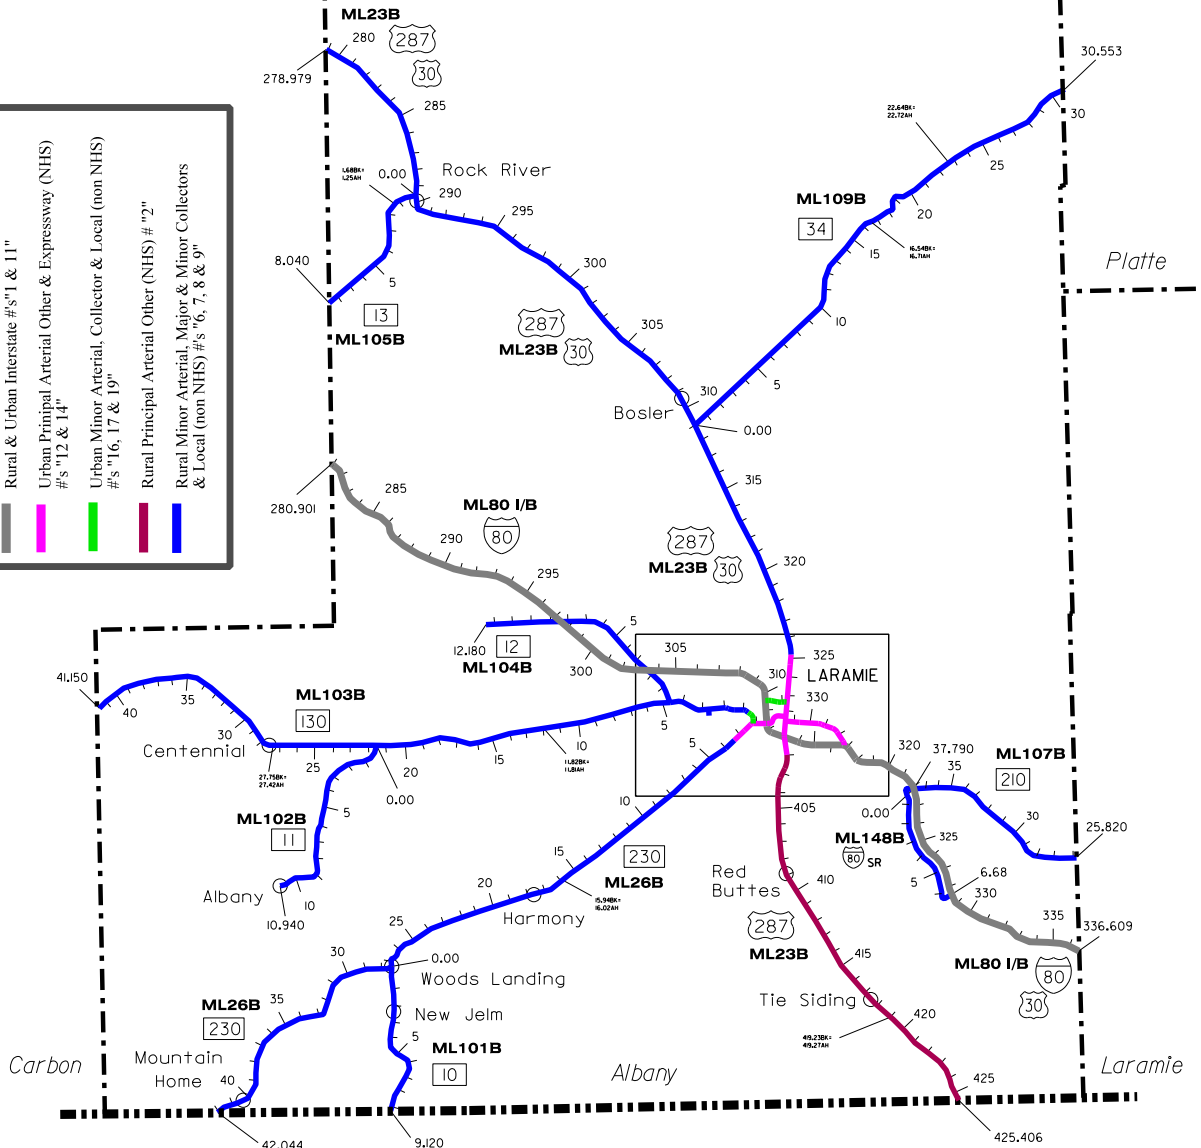 ML23B
280
287
30
278.979
285
Rock River
1.68BK=
1.25AH
0.00
290
295
8.040
5
13
ML105B
300
287
ML23B
30
305
310
Bosler
0.00
30.553
30
22.64BK=
22.72AH
25
ML109B
34
20
16.54BK=
16.71AH
15
10
5
Platte
Rural & Urban Interstate #'s"1 & 11"
Urban Prinipal Arterial Other & Expressway (NHS)
#'s "12 & 14"
Urban Minor Arterial, Collector & Local (non NHS)
#'s "16, 17 & 19"
Rural Principal Arterial Other (NHS) # "2"
Rural Minor Arterial, Major & Minor Collectors
& Local (non NHS) #'s "6, 7, 8 & 9"
280.901
285
ML80 I/B
80
290
295
300
305
310
315
287
ML23B
30
320
325
LARAMIE
330
12.180
12
ML104B
5
41.150
40
35
30
ML103B
130
Centennial
27.75BK=
27.42AH
25
20
0.00
15
10
11.82BK=
11.81AH
5
ML102B
11
5
Albany
10
10.940
5
10
15
230
ML26B
15.94BK=
16.02AH
20
Harmony
25
0.00
Woods Landing
30
35
ML26B
230
Mountain
Home
40
42.044
New Jelm
5
ML101B
10
9.120
405
Red
Buttes
410
287
ML23B
415
Tie Siding
419.23BK=
419.27AH
420
425
425.406
320
37.790
35
ML107B
210
0.00
30
25.820
ML148B
80 SR
325
5
6.68
330
335
336.609
ML80 I/B
80
30
Carbon
Albany
Laramie